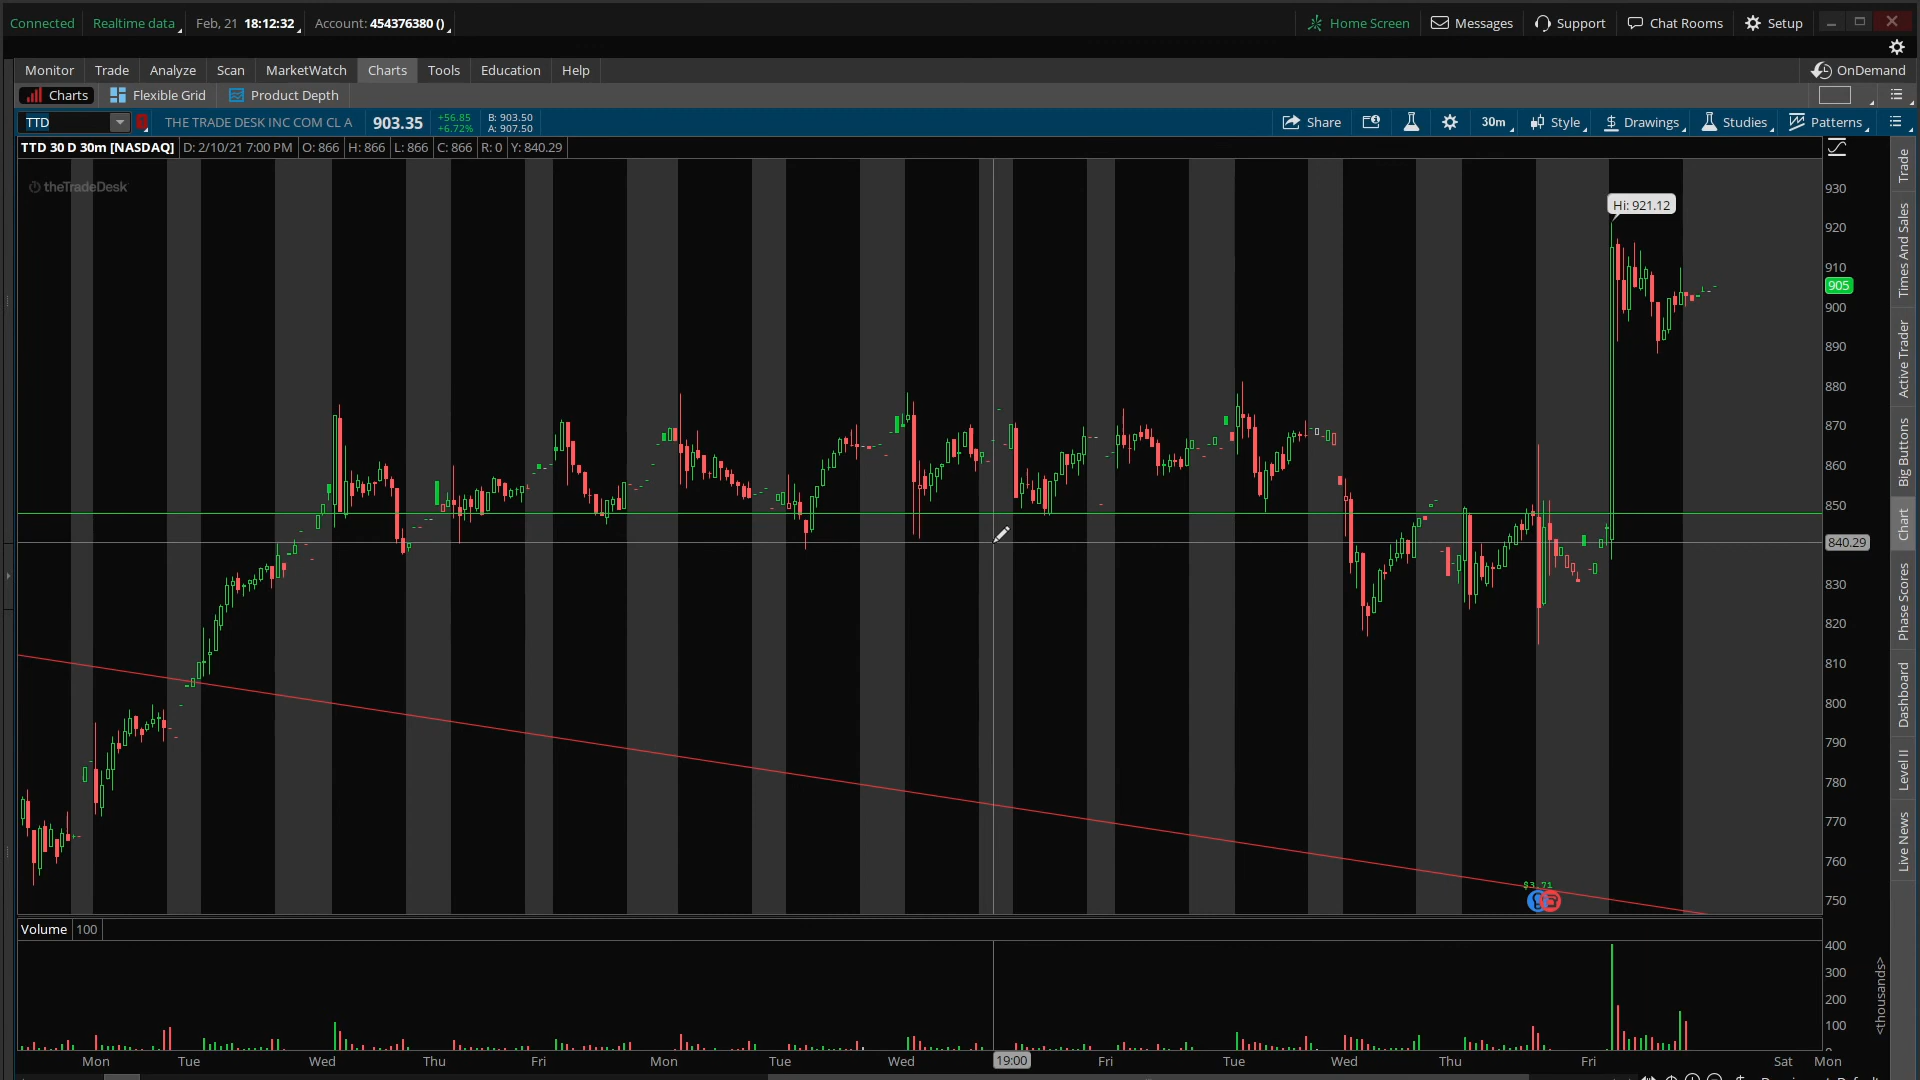 Connected Realtime data Feb, 21 18:12:32 Account: 454376380 () Home Screen Messages Support Chat Rooms Setup
Monitor Trade Analyze Scan MarketWatch Charts Tools Education Help OnDemand
Charts Flexible Grid Product Depth
TTD THE TRADE DESK INC COM CL A 903.35 +56.85 B: 903.50 Share 30m Style Drawings Studies Patterns
+6.72% A: 907.50
TTD 30 D 30m [NASDAQ] D: 2/10/21 7:00 PM O: 866 H: 866 L: 866 C: 866 R: 0 Y: 840.29
theTradeDesk
Hi: 921.12
930
920
910
905
900
890
880
870
860
850
840.29
830
820
810
800
790
780
770
760
750
$3.71
Volume 100
400
300
200
100
<thousands>
Mon Tue Wed Thu Fri Mon Tue Wed 19:00 Fri Tue Wed Thu Fri Sat Mon
Trade
Times And Sales
Active Trader
Big Buttons
Chart
Phase Scores
Dashboard
Level II
Live News